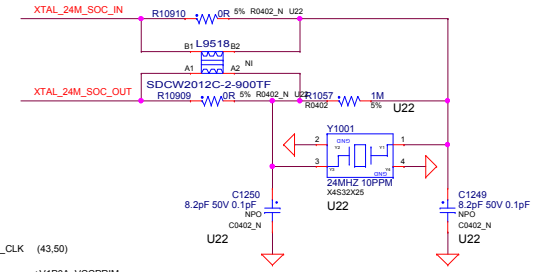 XTAL_24M_SOC_IN
R10910 0R 5% R0402_N U22
B1 L9518 B2
A1 A2 NI
SDCW2012C-2-900TF
XTAL_24M_SOC_OUT
R10909 0R 5% R0402_N U22
R1057 1M
R0402 5%
U22
Y1001
2 GND 1
Y2 Y1
3 GND 4
24MHZ 10PPM
X4S32X25
U22
C1250
8.2pF 50V 0.1pF
NPO
C0402_N
U22
C1249
8.2pF 50V 0.1pF
NPO
C0402_N
U22
_CLK (43,50)